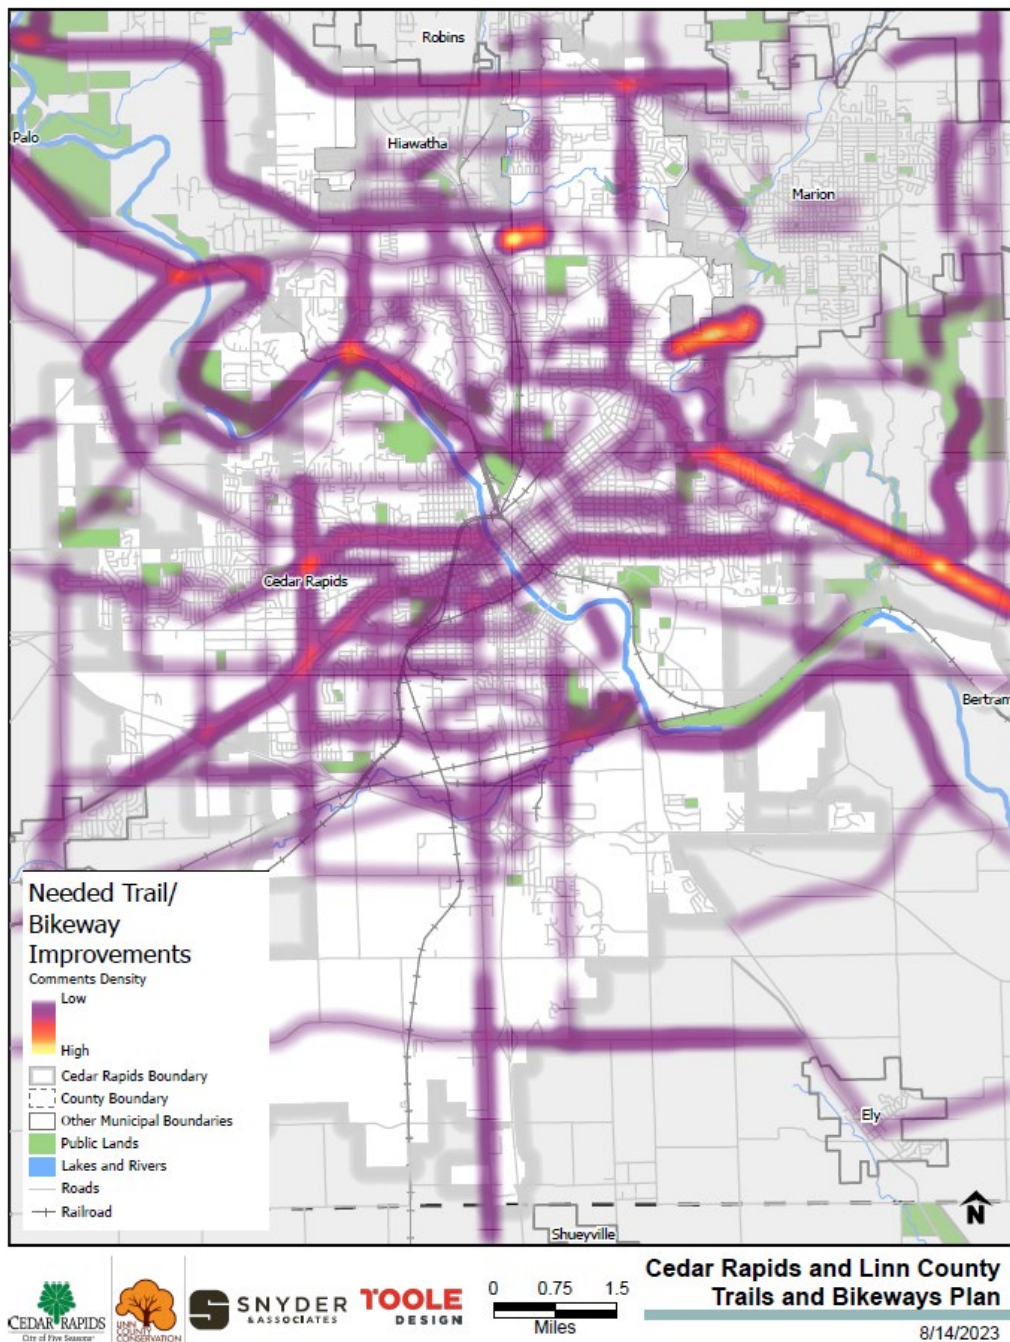 Robins
Palo
Hiawatha
Marion
Cedar Rapids
Bertram
Needed Trail/
Bikeway
Improvements
Comments Density
Low
High
Cedar Rapids Boundary
County Boundary
Other Municipal Boundaries
Public Lands
Lakes and Rivers
Roads
Railroad
Ely
N
Shueyville
CEDAR RAPIDS
City of Five Seasons
LINN
COUNTY
CONSERVATION
S SNYDER
& ASSOCIATES
TOOLE
DESIGN
0 0.75 1.5
Miles
Cedar Rapids and Linn County
Trails and Bikeways Plan
8/14/2023